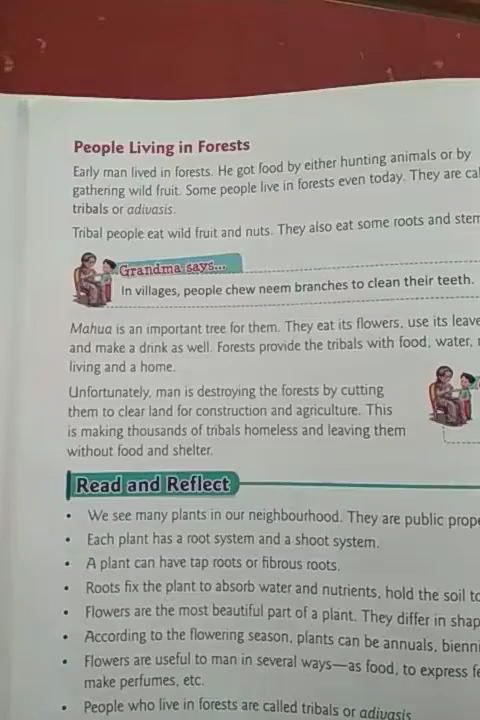 People Living in Forests
Early man lived in forests. He got food by either hunting animals or by
gathering wild fruit. Some people live in forests even today. They are
tribals or adivasis.
Tribal people eat wild fruit and nuts. They also eat some roots and
Grandma says...
In villages, people chew neem branches to clean their teeth.
Mahua is an important tree for them. They eat its flowers, use its
and make a drink as well. Forests provide the tribals with food, water,
living and a home.
Unfortunately, man is destroying the forests by cutting
them to clear land for construction and agriculture. This
is making thousands of tribals homeless and leaving them
without food and shelter.
Read and Reflect
• We see many plants in our neighbourhood. They are public
• Each plant has a root system and a shoot system.
• A plant can have tap roots or fibrous roots.
• Roots fix the plant to absorb water and nutrients, hold the soil
• Flowers are the most beautiful part of a plant. They differ in
• According to the flowering season, plants can be annuals,
• Flowers are useful to man in several ways—as food, to express
make perfumes, etc.
• People who live in forests are called tribals or adivasis